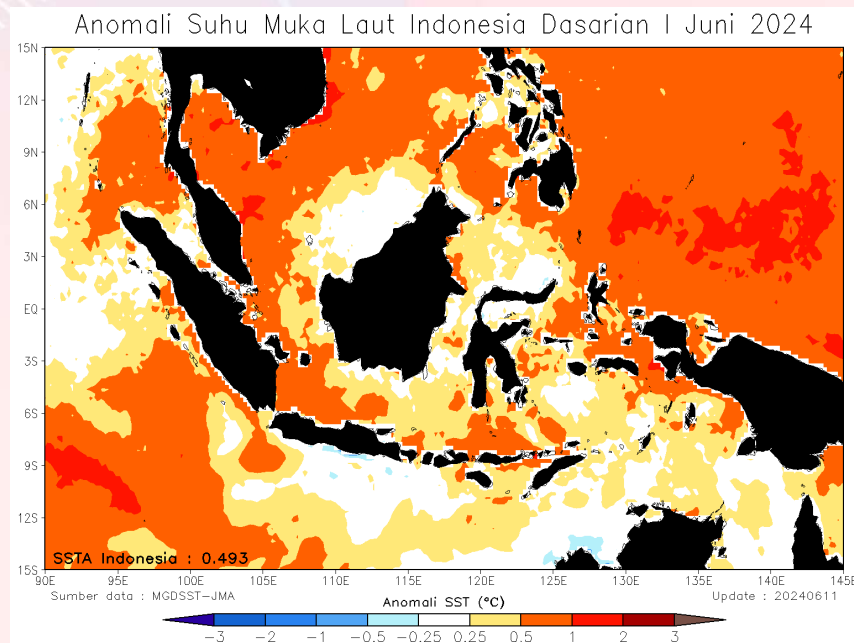 Anomali Suhu Muka Laut Indonesia Dasarian I Juni 2024
15N
12N
9N
6N
3N
EQ
3S
6S
9S
12S
15S
SSTA Indonesia : 0.493
90E 95E 100E 105E 110E 115E 120E 125E 130E 135E 140E 145E
Sumber data : MGDSST-JMA
Anomali SST (°C)
Update : 20240611
-3 -2 -1 -0.5 -0.25 0.25 0.5 1 2 3